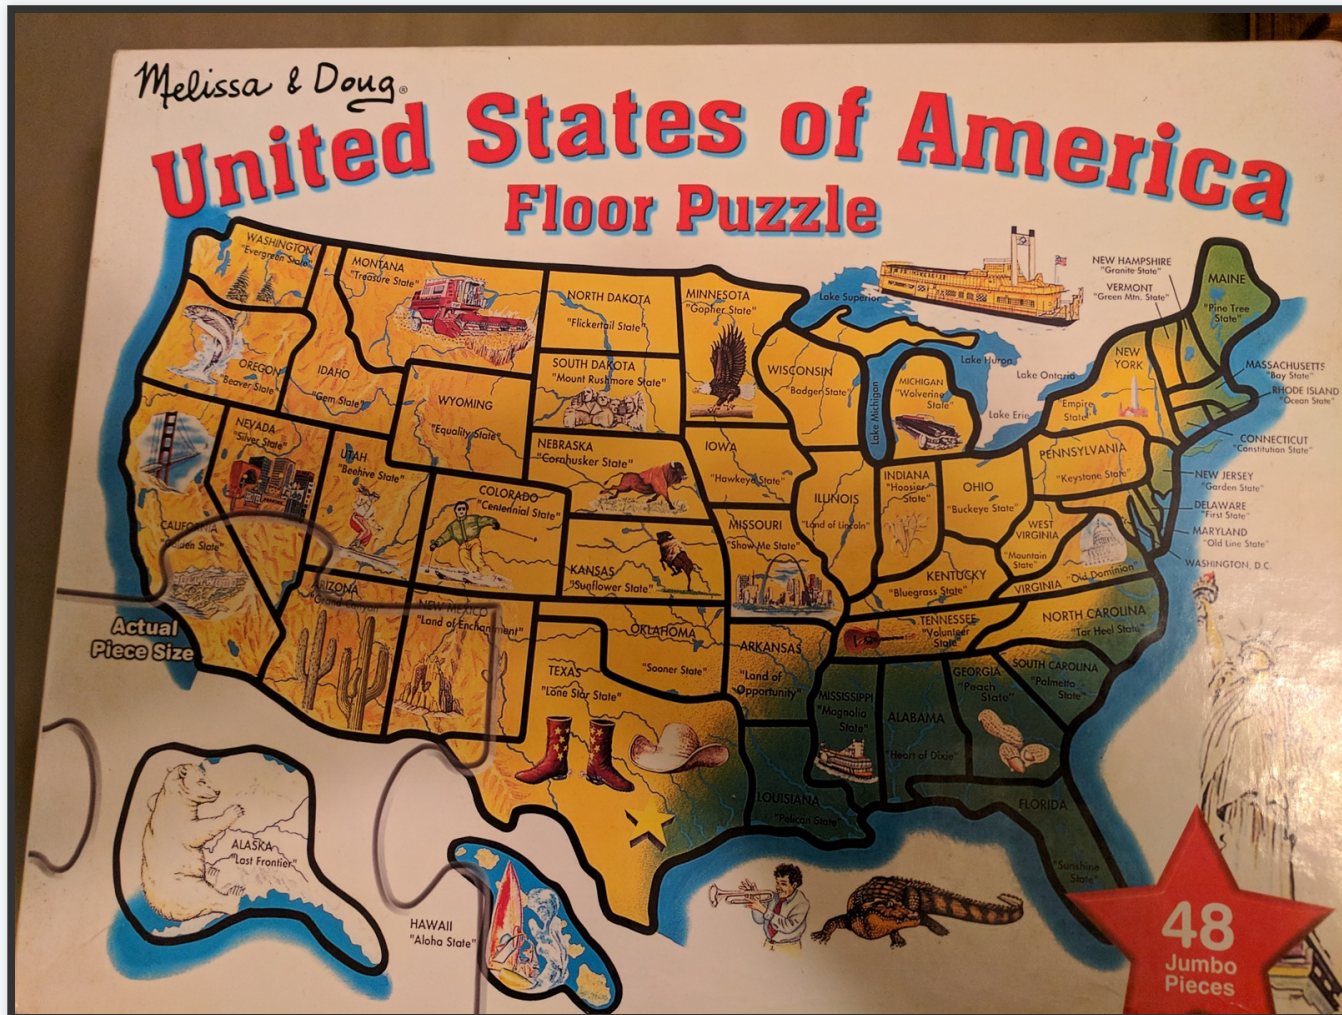 Melissa & Doug®
United States of America
Floor Puzzle
WASHINGTON
"Evergreen State"
MONTANA
"Treasure State"
NORTH DAKOTA
"Flickertail State"
MINNESOTA
"Gopher State"
Lake Superior
NEW HAMPSHIRE
"Granite State"
VERMONT
"Green Mtn. State"
MAINE
"Pine Tree
State"
OREGON
"Beaver State"
IDAHO
"Gem State"
WYOMING
"Equality State"
SOUTH DAKOTA
"Mount Rushmore State"
WISCONSIN
"Badger State"
Lake Michigan
MICHIGAN
"Wolverine
State"
Lake Huron
Lake Ontario
Lake Erie
NEW
YORK
"Empire
State"
MASSACHUSETTS
"Bay State"
RHODE ISLAND
"Ocean State"
CONNECTICUT
"Constitution State"
NEW JERSEY
"Garden State"
DELAWARE
"First State"
MARYLAND
"Old Line State"
WASHINGTON, D.C.
NEVADA
"Silver State"
UTAH
"Beehive State"
COLORADO
"Centennial State"
NEBRASKA
"Cornhusker State"
IOWA
"Hawkeye State"
ILLINOIS
"Land of Lincoln"
INDIANA
"Hoosier
State"
OHIO
"Buckeye State"
PENNSYLVANIA
"Keystone State"
WEST
VIRGINIA
"Mountain
State"
VIRGINIA
"Old Dominion"
CALIFORNIA
State"
HOLLYWOOD
KANSAS
"Sunflower State"
MISSOURI
"Show Me State"
KENTUCKY
"Bluegrass State"
TENNESSEE
"Volunteer
State"
NORTH CAROLINA
"Tar Heel State"
ARIZONA
Canyon
NEW MEXICO
"Land of Enchantment"
OKLAHOMA
"Sooner State"
ARKANSAS
"Land of
Opportunity"
TEXAS
"Lone Star State"
MISSISSIPPI
"Magnolia
State"
ALABAMA
"Heart of Dixie"
GEORGIA
"Peach
State"
SOUTH CAROLINA
"Palmetto
State"
LOUISIANA
"Pelican State"
FLORIDA
"Sunshine
State"
Actual
Piece Size
ALASKA
"Last Frontier"
HAWAII
"Aloha State"
48
Jumbo
Pieces